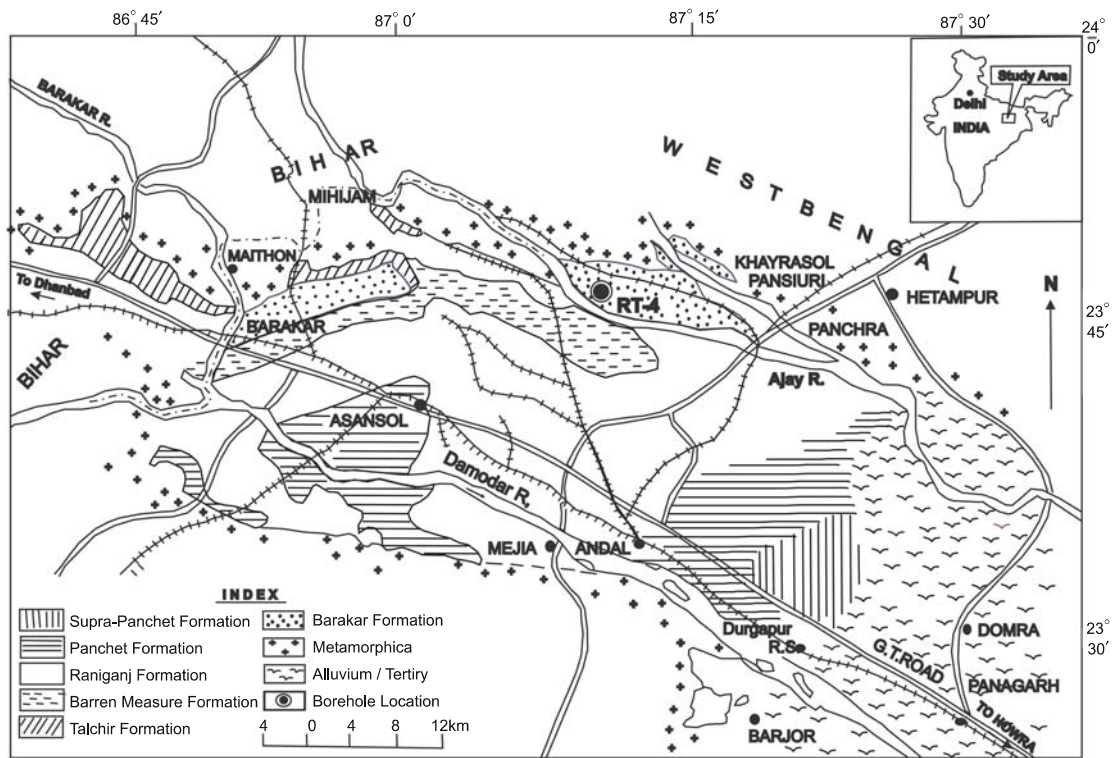 86° 45′
87° 0′
87° 15′
87° 30′
24° 0′
BARAKAR R.
Study Area
Delhi
INDIA
BIHAR
WEST BENGAL
MIHIJAM
MAITHON
KHAYRASOL
PANSIURI
To Dhanbad
RT-4
HETAMPUR
N
BARAKAR
PANCHRA
23° 45′
BIHAR
Ajay R.
ASANSOL
Damodar R,
MEJIA
ANDAL
INDEX
Supra-Panchet Formation
Panchet Formation
Raniganj Formation
Barren Measure Formation
Talchir Formation
Barakar Formation
Metamorphica
Alluvium / Tertiry
Borehole Location
4 0 4 8 12km
Durgapur
R.S
G.T.ROAD
DOMRA
23° 30′
PANAGARH
TO HOWRA
BARJOR